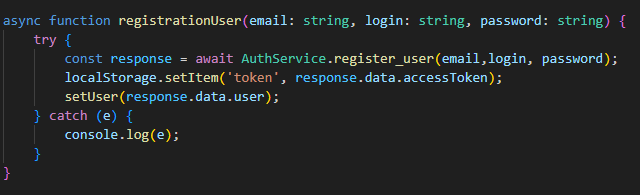 async function registrationUser(email: string, login: string, password: string) {
try {
const response = await AuthService.register_user(email,login, password);
localStorage.setItem('token', response.data.accessToken);
setUser(response.data.user);
} catch (e) {
console.log(e);
}
}